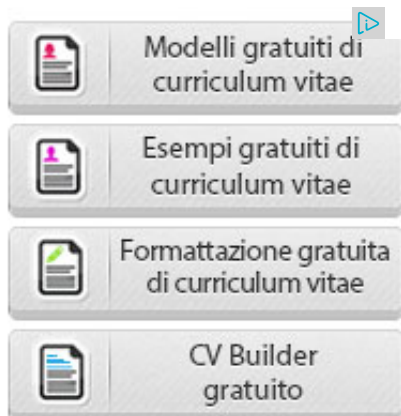 Modelli gratuiti di
curriculum vitae
Esempi gratuiti di
curriculum vitae
Formattazione gratuita
di curriculum vitae
CV Builder
gratuito